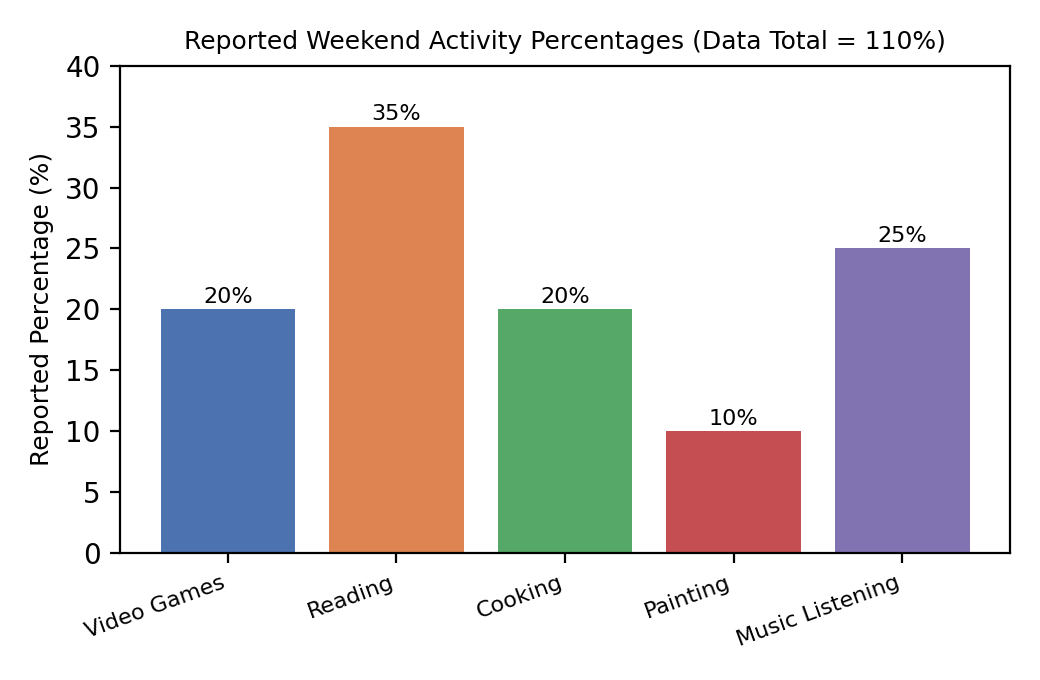 Reported Weekend Activity Percentages (Data Total = 110%)
Reported Percentage (%)
40
35
30
25
20
15
10
5
0
20%
35%
20%
10%
25%
Video Games
Reading
Cooking
Painting
Music Listening